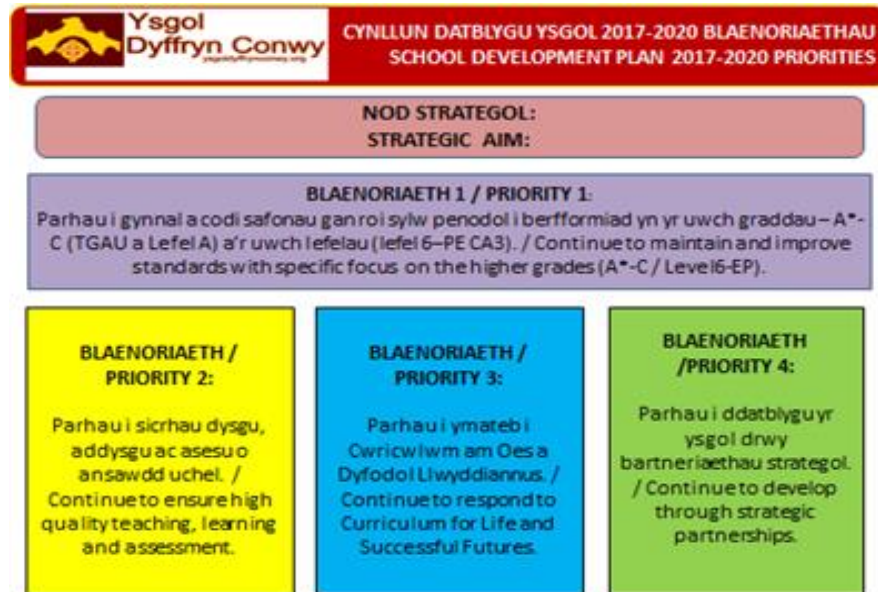 Ysgol
Dyffryn Conwy
ysgoldyffrynconwy.org
CYNLLUN DATBLYGU YSGOL 2017-2020 BLAENORIAETHAU
SCHOOL DEVELOPMENT PLAN 2017-2020 PRIORITIES
NOD STRATEGOL:
STRATEGIC AIM:
BLAENORIAETH 1 / PRIORITY 1:
Parhau i gynnal a codi safonau gan roi sylw penodol i berfformiad yn yr uwch graddau – A*-
C (TGAU a Lefel A) a'r uwch lefelau (lefel 6–PE CA3). / Continue to maintain and improve
standards with specific focus on the higher grades (A*-C / Level6-EP).
BLAENORIAETH /
PRIORITY 2:
Parhau i sicrhau dysgu,
addysgu ac asesu o
ansawdd uchel. /
Continue to ensure high
quality teaching, learning
and assessment.
BLAENORIAETH /
PRIORITY 3:
Parhau i ymateb i
Cwricwlwm am Oes a
Dyfodol Llwyddiannus. /
Continue to respond to
Curriculum for Life and
Successful Futures.
BLAENORIAETH
/PRIORITY 4:
Parhau i ddatblygu yr
ysgol drwy
bartneriaethau strategol.
/ Continue to develop
through strategic
partnerships.